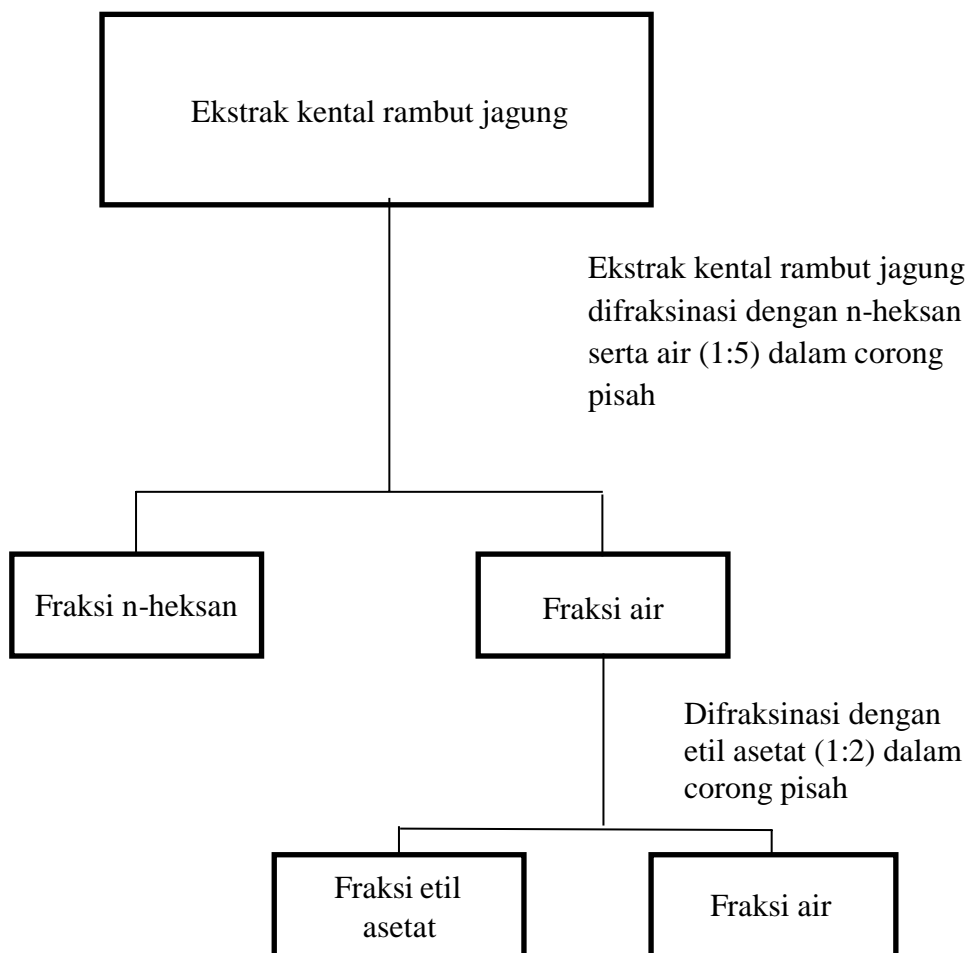 Ekstrak kental rambut jagung
Ekstrak kental rambut jagung
difraksinasi dengan n-heksan
serta air (1:5) dalam corong
pisah
Fraksi n-heksan
Fraksi air
Difraksinasi dengan
etil asetat (1:2) dalam
corong pisah
Fraksi etil
asetat
Fraksi air